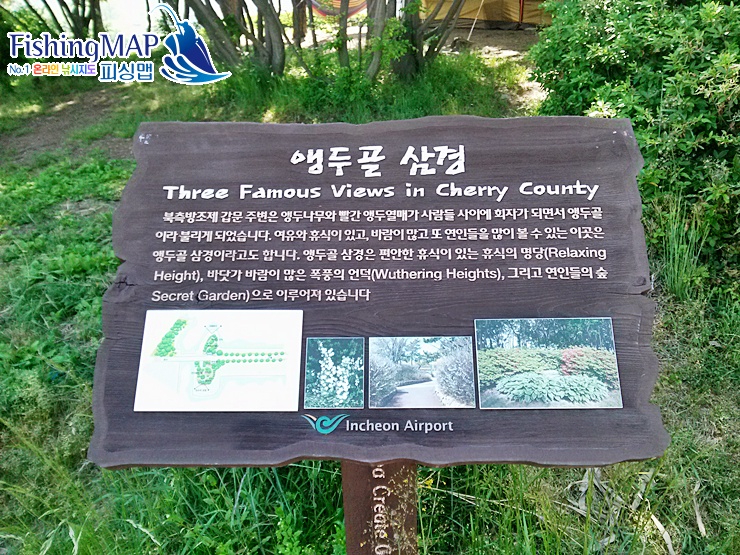 FishingMAP
No.1 온라인 낚시지도 피싱맵
앵두골 삼경
Three Famous Views in Cherry County
북측방조제 갑문 주변은 앵두나무와 빨간 앵두열매가 사람들 사이에 회자가 되면서 앵두골
이라 불리게 되었습니다. 여유와 휴식이 있고, 바람이 많고 또 연인들을 많이 볼 수 있는 이곳은
앵두골 삼경이라고도 합니다. 앵두골 삼경은 편안한 휴식이 있는 휴식의 명당(Relaxing
Height), 바닷가 바람이 많은 폭풍의 언덕(Wuthering Heights), 그리고 연인들의 숲
Secret Garden)으로 이루어져 있습니다
Incheon Airport
Create